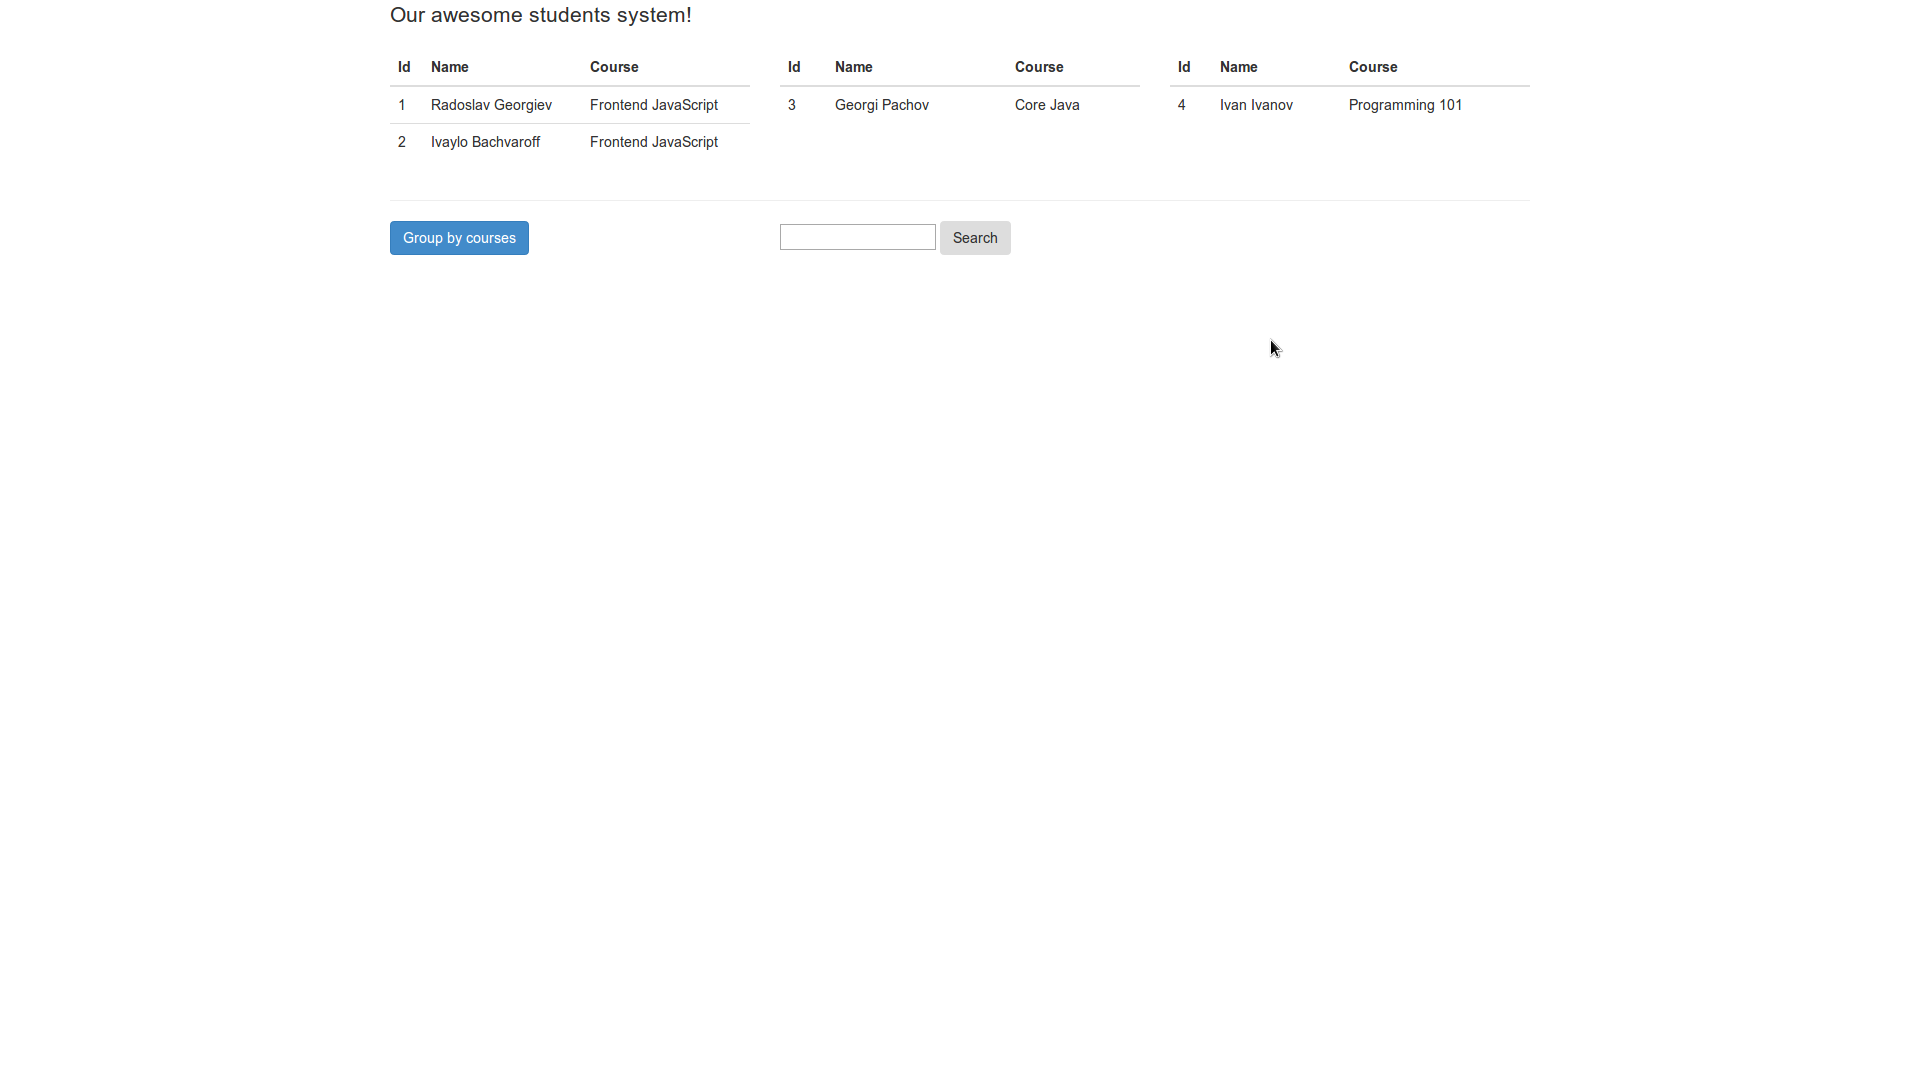 Our awesome students system!
Id Name Course
1 Radoslav Georgiev Frontend JavaScript
2 Ivaylo Bachvaroff Frontend JavaScript
Id Name Course
3 Georgi Pachov Core Java
Id Name Course
4 Ivan Ivanov Programming 101
Group by courses
Search